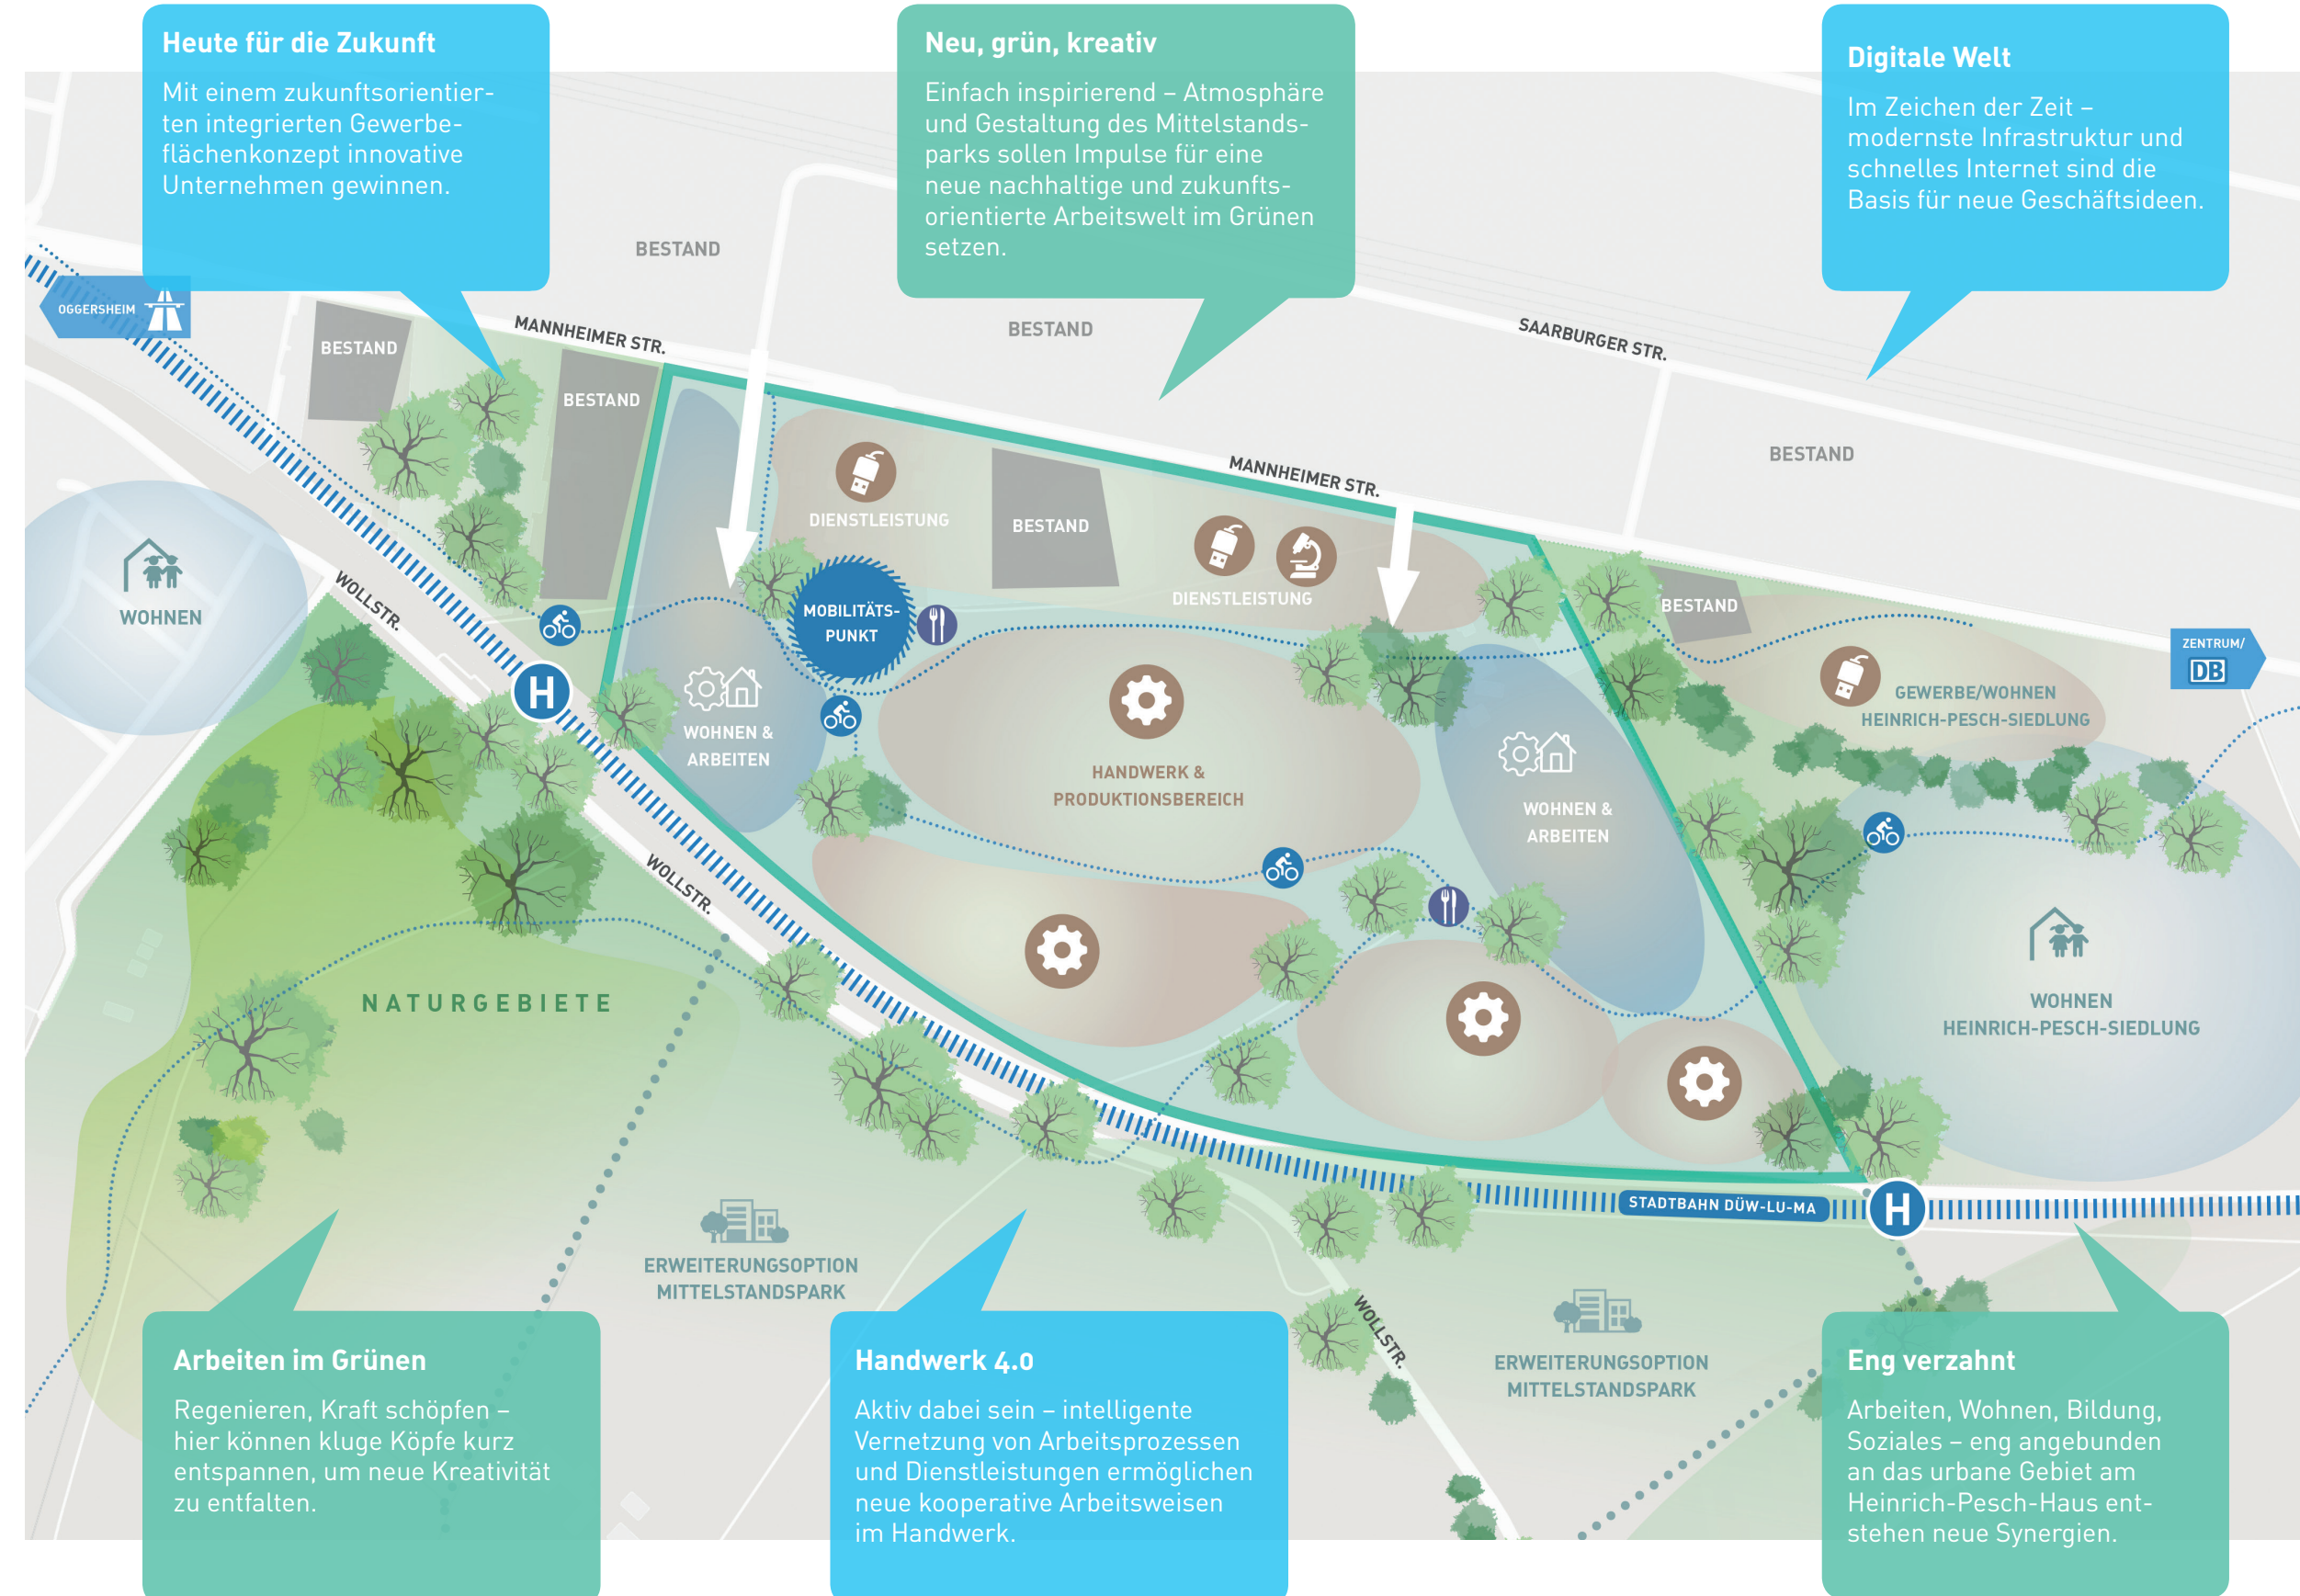 Heute für die Zukunft
Mit einem zukunftsorientier-
ten integrierten Gewerbe-
flächenkonzept innovative
Unternehmen gewinnen.
Neu, grün, kreativ
Einfach inspirierend – Atmosphäre
und Gestaltung des Mittelstands-
parks sollen Impulse für eine
neue nachhaltige und zukunfts-
orientierte Arbeitswelt im Grünen
setzen.
Digitale Welt
Im Zeichen der Zeit –
modernste Infrastruktur und
schnelles Internet sind die
Basis für neue Geschäftsideen.
BESTAND
OGGERSHEIM
BESTAND
MANNHEIMER STR.
BESTAND
SAARBURGER STR.
BESTAND
BESTAND
MANNHEIMER STR.
DIENSTLEISTUNG
BESTAND
DIENSTLEISTUNG
WOHNEN
WOLLSTR.
MOBILITÄTS-
PUNKT
BESTAND
ZENTRUM/
DB
H
WOHNEN &
ARBEITEN
GEWERBE/WOHNEN
HEINRICH-PESCH-SIEDLUNG
HANDWERK &
PRODUKTIONSBEREICH
WOHNEN &
ARBEITEN
WOLLSTR.
NATURGEBIETE
WOHNEN
HEINRICH-PESCH-SIEDLUNG
STADTBAHN DÜW-LU-MA
H
ERWEITERUNGSOPTION
MITTELSTANDSPARK
WOLLSTR.
ERWEITERUNGSOPTION
MITTELSTANDSPARK
Arbeiten im Grünen
Regenieren, Kraft schöpfen –
hier können kluge Köpfe kurz
entspannen, um neue Kreativität
zu entfalten.
Handwerk 4.0
Aktiv dabei sein – intelligente
Vernetzung von Arbeitsprozessen
und Dienstleistungen ermöglichen
neue kooperative Arbeitsweisen
im Handwerk.
Eng verzahnt
Arbeiten, Wohnen, Bildung,
Soziales – eng angebunden
an das urbane Gebiet am
Heinrich-Pesch-Haus ent-
stehen neue Synergien.